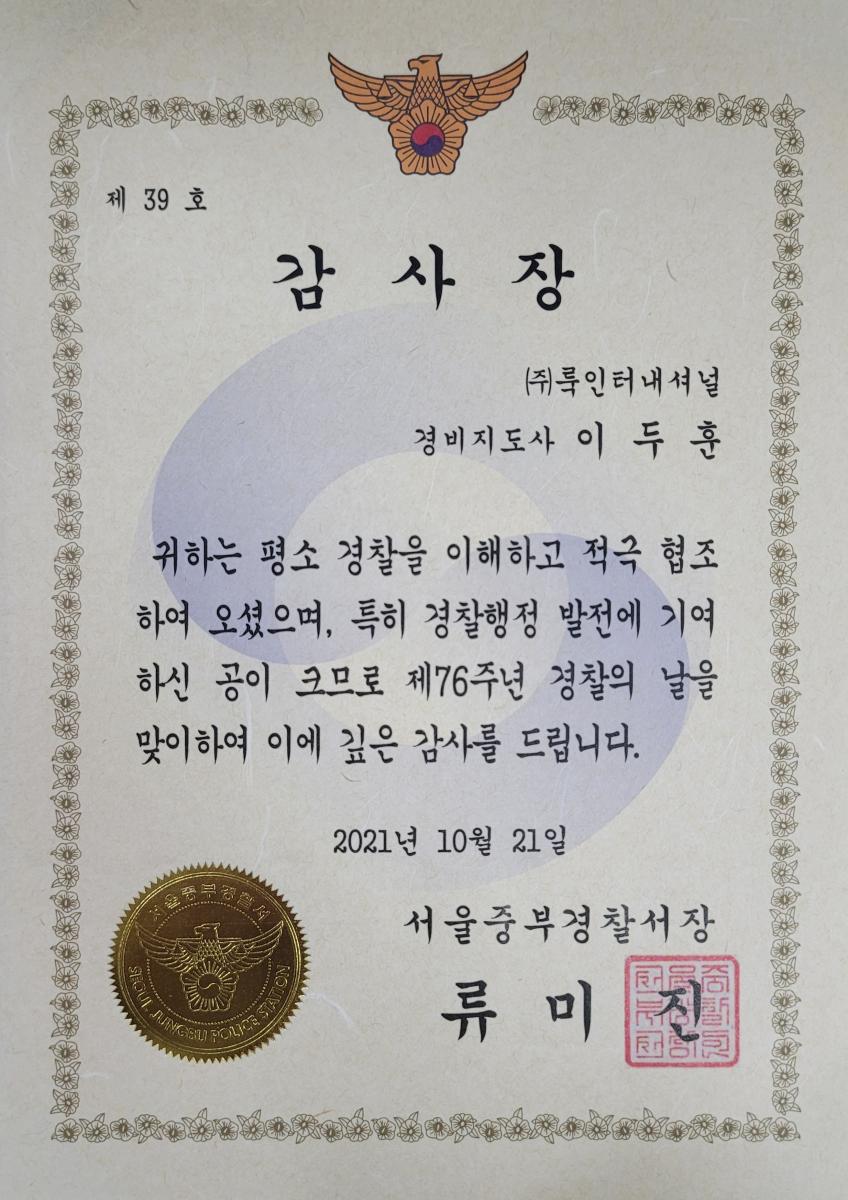 제 39 호
감 사 장
㈜룩인터내셔널
경비지도사 이 두 훈
귀하는 평소 경찰을 이해하고 적극 협조
하여 오셨으며, 특히 경찰행정 발전에 기여
하신 공이 크므로 제76주년 경찰의 날을
맞이하여 이에 깊은 감사를 드립니다.
2021년 10월 21일
서울중부경찰서장
류 미 진
서울중부경찰서
SEOUL JUNGBU POLICE STATION